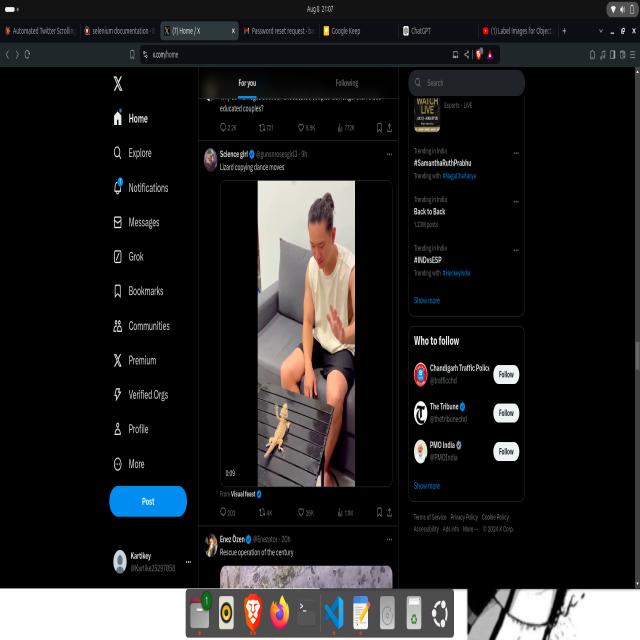 Aug 8 21:07
Automated Twitter Scrolling
selenium documentation -
(7) Home / X
Password reset request -
Google Keep
ChatGPT
(1) Label Images for Object
x.com/home
For you
Following
educated couples?
2.2K 721 6.9K 772K
Home
Explore
Notifications
Messages
Grok
Bookmarks
Communities
Premium
Verified Orgs
Profile
More
Post
Kartikey
@Kartike25297858
Science girl @gunsnrosesgirl3 · 9h
Lizard copying dance moves
0:09
From Visual feast
202 4K 26K
Enez Özen @Enezator · 20h
Rescue operation of the century
Search
WATCH
LIVE
Esports · LIVE
Trending in India
#SamanthaRuthPrabhu
Trending with #NagaChaitanya
Trending in India
Back to Back
1.23M posts
Trending in India
#INDvsESP
Trending with #HockeyIndia
Show more
Who to follow
Chandigarh Traffic Police
@trafficchd
Follow
The Tribune
@thetribunechd
Follow
PMO India
@PMOIndia
Follow
Show more
Terms of Service Privacy Policy Cookie Policy
Accessibility Ads info More ··· © 2024 X Corp.